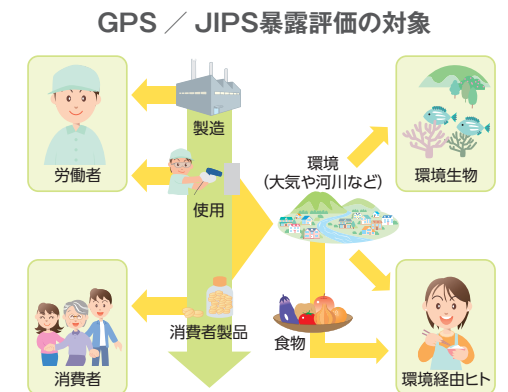 GPS ／ JIPS暴露評価の対象
労働者
製造
使用
環境
(大気や河川など)
環境生物
消費者
消費者製品
食物
環境経由ヒト